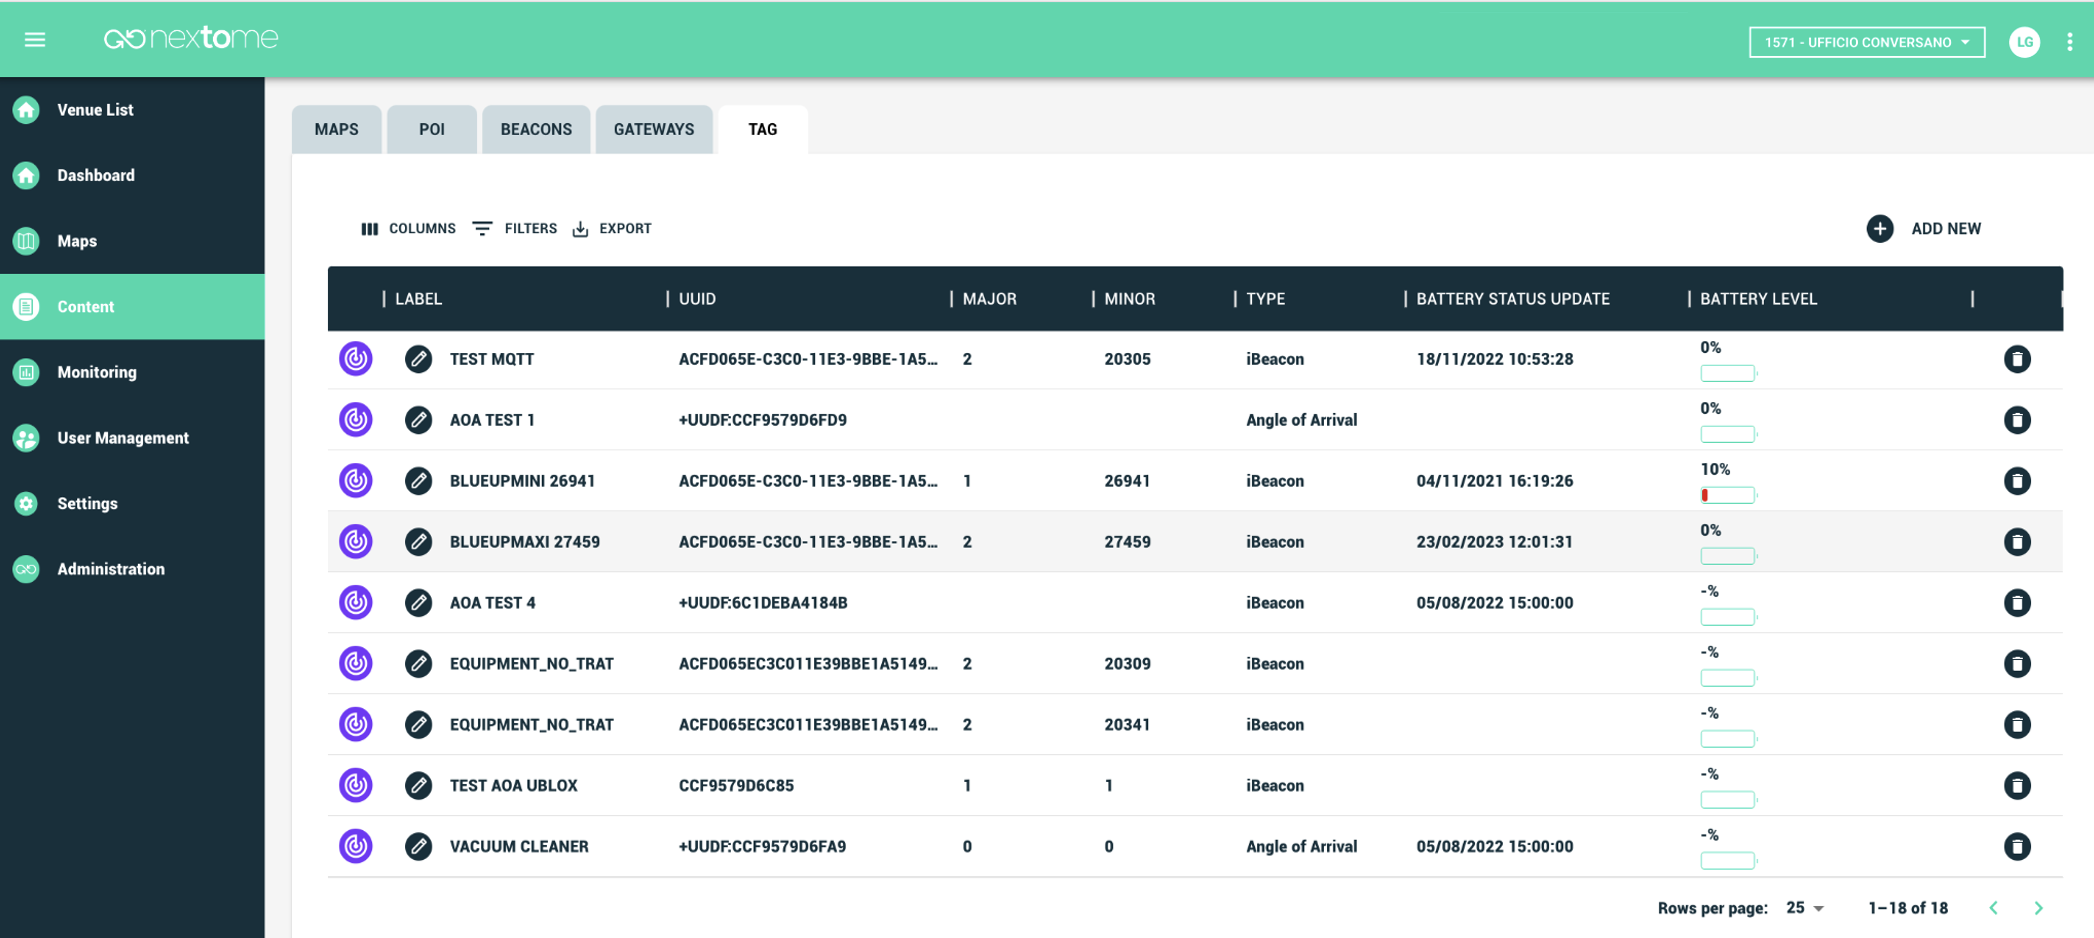 nextome
1571 - UFFICIO CONVERSANO
LG
Venue List
Dashboard
Maps
Content
Monitoring
User Management
Settings
Administration
MAPS POI BEACONS GATEWAYS TAG
COLUMNS FILTERS EXPORT
ADD NEW
LABEL UUID MAJOR MINOR TYPE BATTERY STATUS UPDATE BATTERY LEVEL
TEST MQTT ACFD065E-C3C0-11E3-9BBE-1A5... 2 20305 iBeacon 18/11/2022 10:53:28 0%
AOA TEST 1 +UUDF:CCF9579D6FD9 Angle of Arrival 0%
BLUEUPMINI 26941 ACFD065E-C3C0-11E3-9BBE-1A5... 1 26941 iBeacon 04/11/2021 16:19:26 10%
BLUEUPMAXI 27459 ACFD065E-C3C0-11E3-9BBE-1A5... 2 27459 iBeacon 23/02/2023 12:01:31 0%
AOA TEST 4 +UUDF:6C1DEBA4184B iBeacon 05/08/2022 15:00:00 -%
EQUIPMENT_NO_TRAT ACFD065EC3C011E39BBE1A5149... 2 20309 iBeacon -%
EQUIPMENT_NO_TRAT ACFD065EC3C011E39BBE1A5149... 2 20341 iBeacon -%
TEST AOA UBLOX CCF9579D6C85 1 1 iBeacon -%
VACUUM CLEANER +UUDF:CCF9579D6FA9 0 0 Angle of Arrival 05/08/2022 15:00:00 -%
Rows per page: 25 1–18 of 18